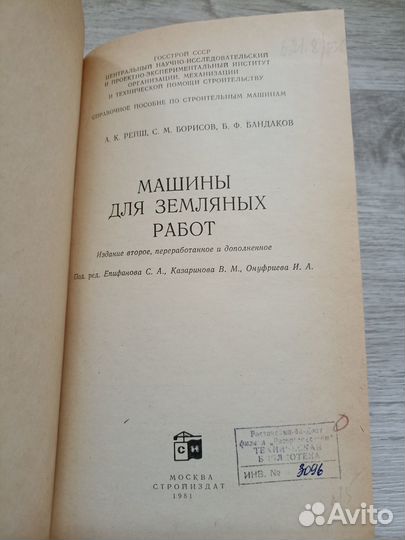 ГОССТРОЙ СССР
ЦЕНТРАЛЬНЫЙ НАУЧНО-ИССЛЕДОВАТЕЛЬСКИЙ
И ПРОЕКТНО-ЭКСПЕРИМЕНТАЛЬНЫЙ ИНСТИТУТ
ОРГАНИЗАЦИИ, МЕХАНИЗАЦИИ
И ТЕХНИЧЕСКОЙ ПОМОЩИ СТРОИТЕЛЬСТВУ
СПРАВОЧНОЕ ПОСОБИЕ ПО СТРОИТЕЛЬНЫМ МАШИНАМ
А. К. РЕЙШ, С. М. БОРИСОВ, Б. Ф. БАНДАКОВ
МАШИНЫ
ДЛЯ ЗЕМЛЯНЫХ
РАБОТ
Издание второе, переработанное и дополненное
Под ред. Епифанова С. А., Казаринова В. М., Онуфриева И. А.
С И
МОСКВА
СТРОЙИЗДАТ
1981
ТЕХНИЧЕСКАЯ
БИБЛИОТЕКА
ИНВ. № 3096
Avito